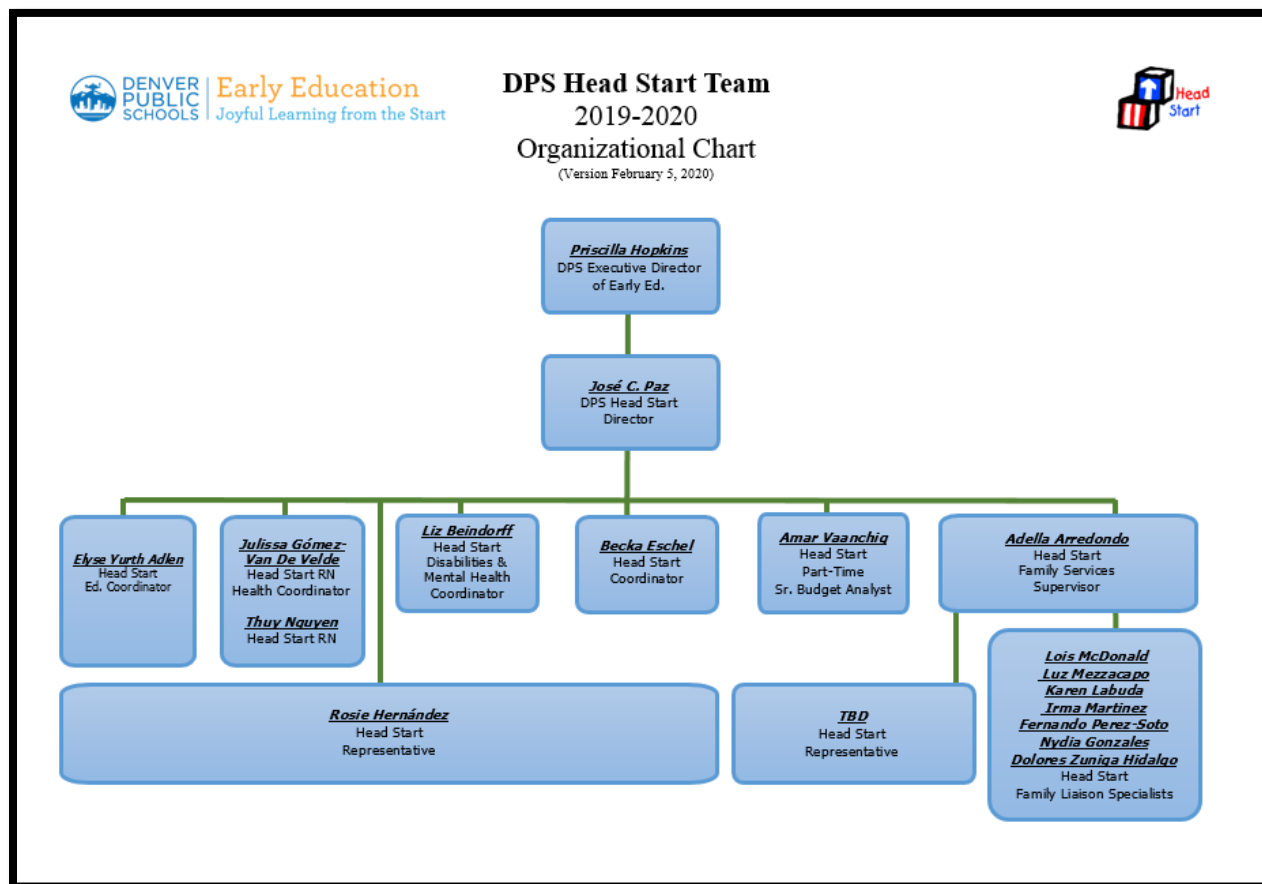 DENVER
PUBLIC
SCHOOLS
Early Education
Joyful Learning from the Start
DPS Head Start Team
2019-2020
Organizational Chart
(Version February 5, 2020)
Head
Start
Priscilla Hopkins
DPS Executive Director
of Early Ed.
José C. Paz
DPS Head Start
Director
Elyse Yurth Adlen
Head Start
Ed. Coordinator
Julissa Gómez-
Van De Velde
Head Start RN
Health Coordinator
Thuy Nguyen
Head Start RN
Liz Beindorff
Head Start
Disabilities &
Mental Health
Coordinator
Becka Eschel
Head Start
Coordinator
Amar Vaanchig
Head Start
Part-Time
Sr. Budget Analyst
Adella Arredondo
Head Start
Family Services
Supervisor
Rosie Hernández
Head Start
Representative
TBD
Head Start
Representative
Lois McDonald
Luz Mezzacapo
Karen Labuda
Irma Martinez
Fernando Perez-Soto
Nydia Gonzales
Dolores Zuniga Hidalgo
Head Start
Family Liaison Specialists